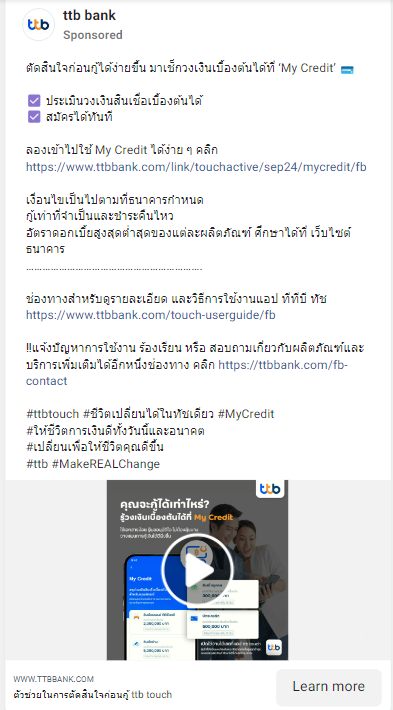 ttb
ttb bank
Sponsored
ตัดสินใจก่อนกู้ได้ง่ายขึ้น มาเช็กวงเงินเบื้องต้นได้ที่ 'My Credit'
ประเมินวงเงินสินเชื่อเบื้องต้นได้
สมัครได้ทันที
ลองเข้าไปใช้ My Credit ได้ง่าย ๆ คลิก
https://www.ttbbank.com/link/touchactive/sep24/mycredit/fb
เงื่อนไขเป็นไปตามที่ธนาคารกำหนด
กู้เท่าที่จำเป็นและชำระคืนไหว
อัตราดอกเบี้ยสูงสุดต่ำสุดของแต่ละผลิตภัณฑ์ ศึกษาได้ที่ เว็บไซต์
ธนาคาร
................................................................
ช่องทางสำหรับดูรายละเอียด และวิธีการใช้งานแอป ทีทีบี ทัช
https://www.ttbbank.com/touch-userguide/fb
!!แจ้งปัญหาการใช้งาน ร้องเรียน หรือ สอบถามเกี่ยวกับผลิตภัณฑ์และ
บริการเพิ่มเติมได้อีกหนึ่งช่องทาง คลิก https://ttbbank.com/fb-
contact
#ttbtouch #ชีวิตเปลี่ยนได้ในทัชเดียว #MyCredit
#ให้ชีวิตการเงินดีทั้งวันนี้และอนาคต
#เปลี่ยนเพื่อให้ชีวิตคุณดีขึ้น
#ttb #MakeREALChange
ttb
คุณจะกู้ได้เท่าไหร่?
รู้วงเงินเบื้องต้นได้ที่ My Credit
My Credit
2,000,000 บาท
300,000 บาท
ttb
WWW.TTBBANK.COM
ตัวช่วยในการตัดสินใจก่อนกู้ ttb touch
Learn more